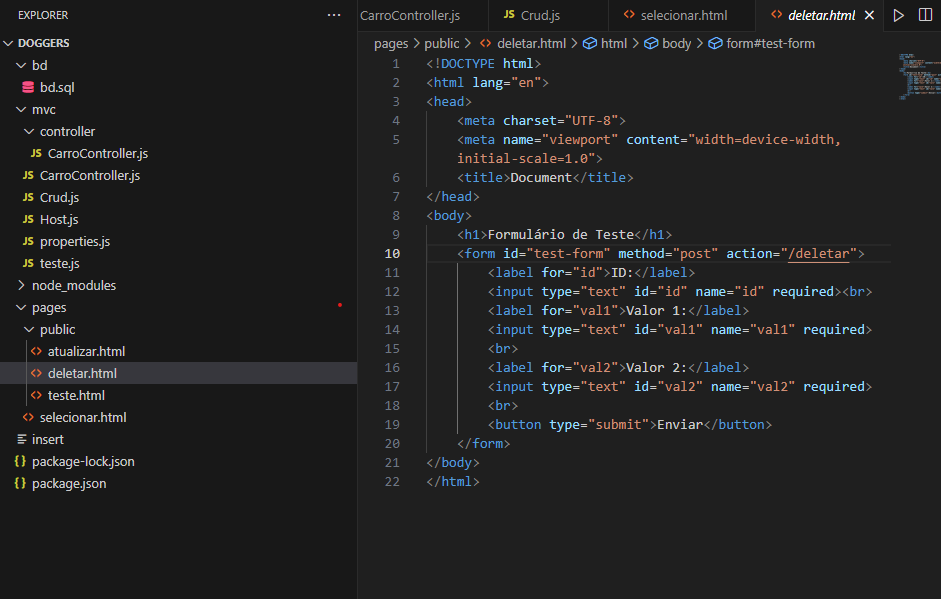 EXPLORER
DOGGERS
bd
bd.sql
mvc
controller
JS CarroController.js
JS CarroController.js
JS Crud.js
JS Host.js
JS properties.js
JS teste.js
node_modules
pages
public
<> atualizar.html
<> deletar.html
<> teste.html
<> selecionar.html
insert
{} package-lock.json
{} package.json
CarroController.js
JS Crud.js
<> selecionar.html
<> deletar.html
pages > public > <> deletar.html > html > body > form#test-form
1 <!DOCTYPE html>
2 <html lang="en">
3 <head>
4 <meta charset="UTF-8">
5 <meta name="viewport" content="width=device-width,
initial-scale=1.0">
6 <title>Document</title>
7 </head>
8 <body>
9 <h1>Formulário de Teste</h1>
10 <form id="test-form" method="post" action="/deletar">
11 <label for="id">ID:</label>
12 <input type="text" id="id" name="id" required><br>
13 <label for="val1">Valor 1:</label>
14 <input type="text" id="val1" name="val1" required>
15 <br>
16 <label for="val2">Valor 2:</label>
17 <input type="text" id="val2" name="val2" required>
18 <br>
19 <button type="submit">Enviar</button>
20 </form>
21 </body>
22 </html>